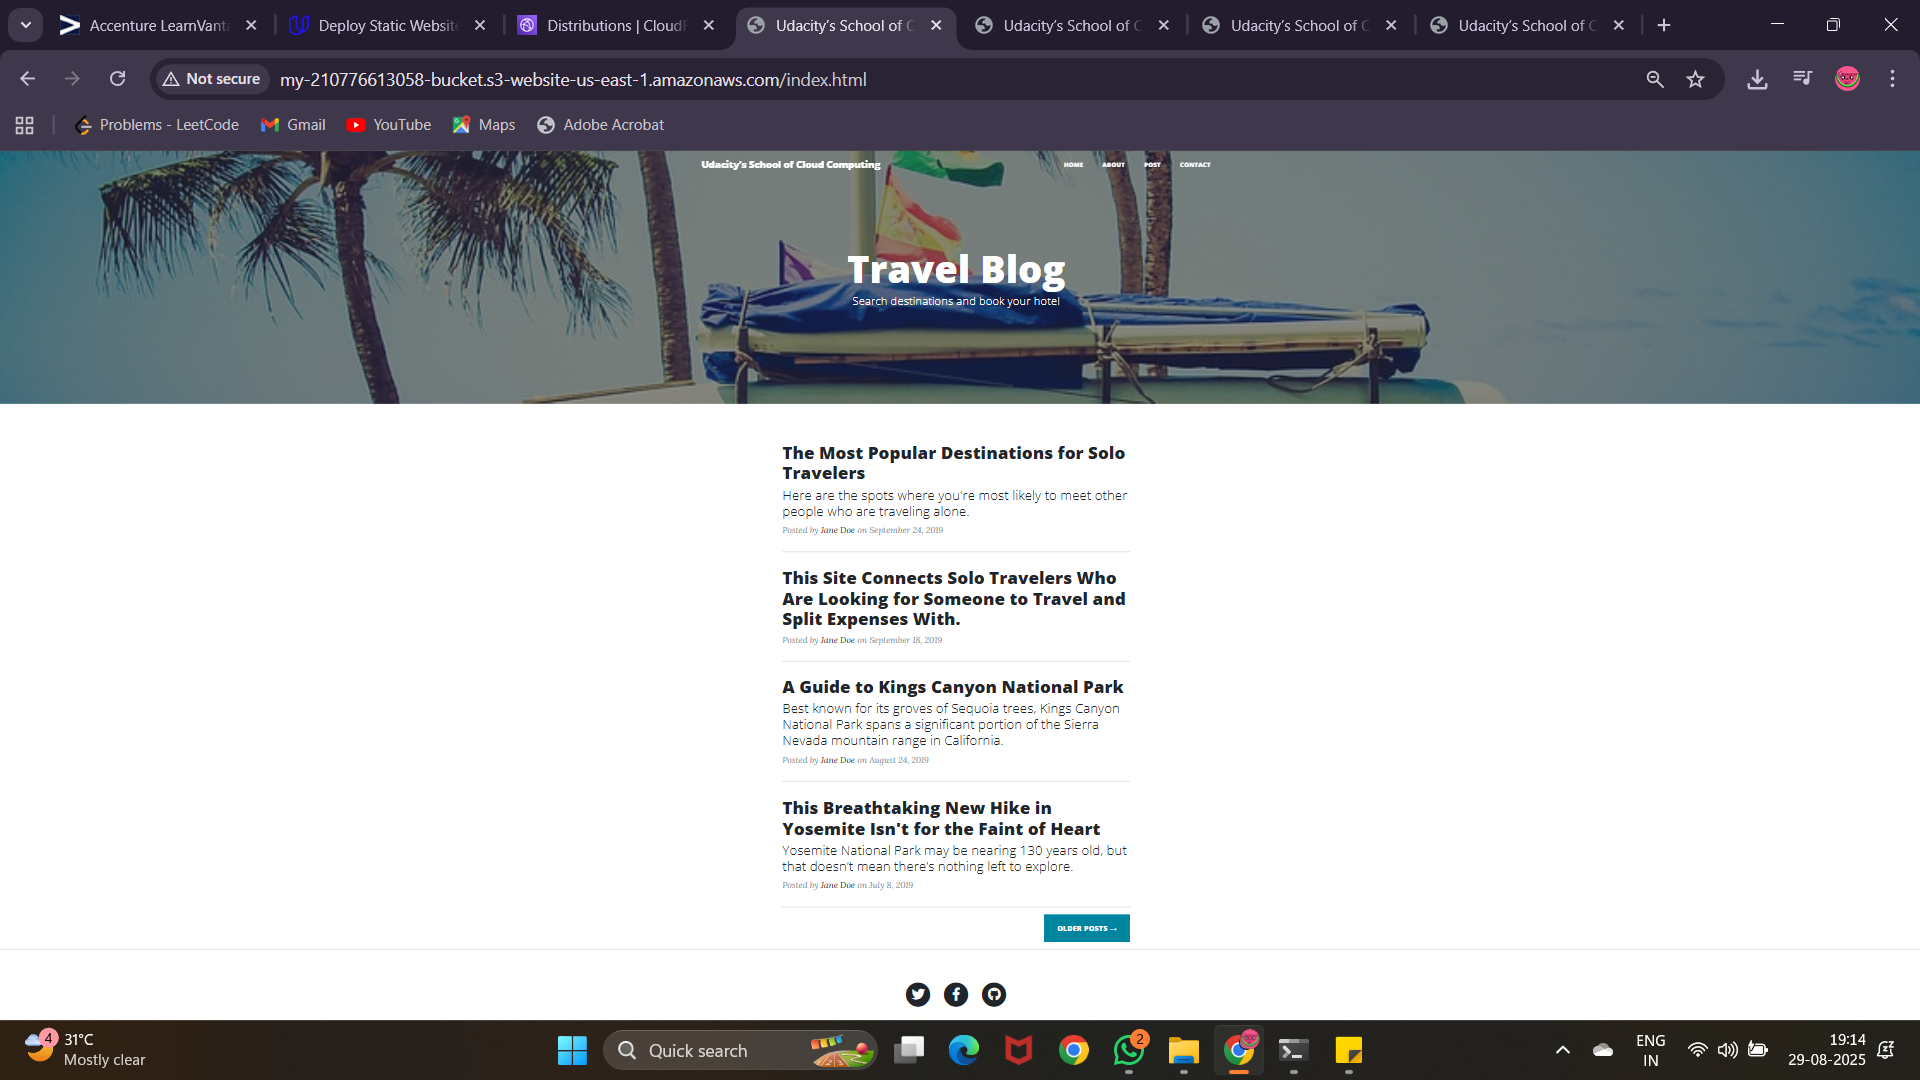 Accenture LearnVant
Deploy Static Website
Distributions | CloudF
Udacity's School of C
Udacity's School of C
Udacity's School of C
Udacity's School of C
Not secure
my-210776613058-bucket.s3-website-us-east-1.amazonaws.com/index.html
Problems - LeetCode
Gmail
YouTube
Maps
Adobe Acrobat
Udacity's School of Cloud Computing
HOME
ABOUT
POST
CONTACT
Travel Blog
Search destinations and book your hotel
The Most Popular Destinations for Solo
Travelers
Here are the spots where you're most likely to meet other
people who are traveling alone.
Posted by Jane Doe on September 24, 2019
This Site Connects Solo Travelers Who
Are Looking for Someone to Travel and
Split Expenses With.
Posted by Jane Doe on September 18, 2019
A Guide to Kings Canyon National Park
Best known for its groves of Sequoia trees, Kings Canyon
National Park spans a significant portion of the Sierra
Nevada mountain range in California.
Posted by Jane Doe on August 24, 2019
This Breathtaking New Hike in
Yosemite Isn't for the Faint of Heart
Yosemite National Park may be nearing 130 years old, but
that doesn't mean there's nothing left to explore.
Posted by Jane Doe on July 8, 2019
OLDER POSTS →
4
31°C
Mostly clear
Quick search
2
ENG
IN
19:14
29-08-2025